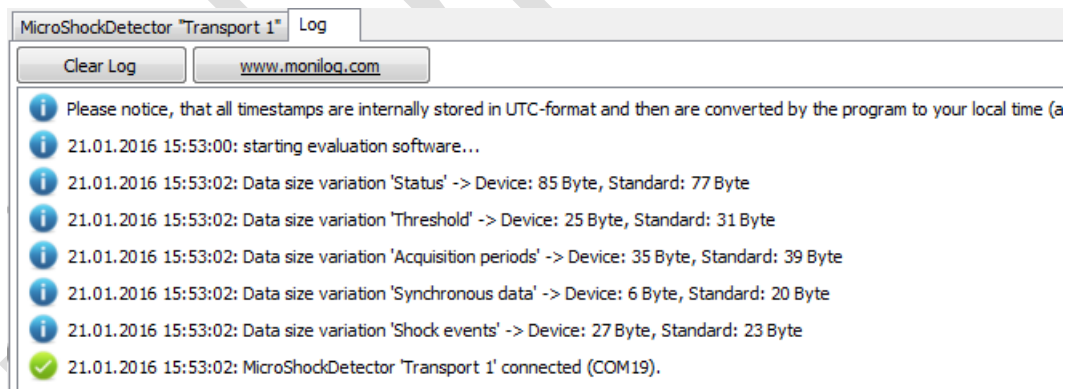 MicroShockDetector "Transport 1" Log
Clear Log www.monilog.com
Please notice, that all timestamps are internally stored in UTC-format and then are converted by the program to your local time (a
21.01.2016 15:53:00: starting evaluation software...
21.01.2016 15:53:02: Data size variation 'Status' -> Device: 85 Byte, Standard: 77 Byte
21.01.2016 15:53:02: Data size variation 'Threshold' -> Device: 25 Byte, Standard: 31 Byte
21.01.2016 15:53:02: Data size variation 'Acquisition periods' -> Device: 35 Byte, Standard: 39 Byte
21.01.2016 15:53:02: Data size variation 'Synchronous data' -> Device: 6 Byte, Standard: 20 Byte
21.01.2016 15:53:02: Data size variation 'Shock events' -> Device: 27 Byte, Standard: 23 Byte
21.01.2016 15:53:02: MicroShockDetector 'Transport 1' connected (COM19).